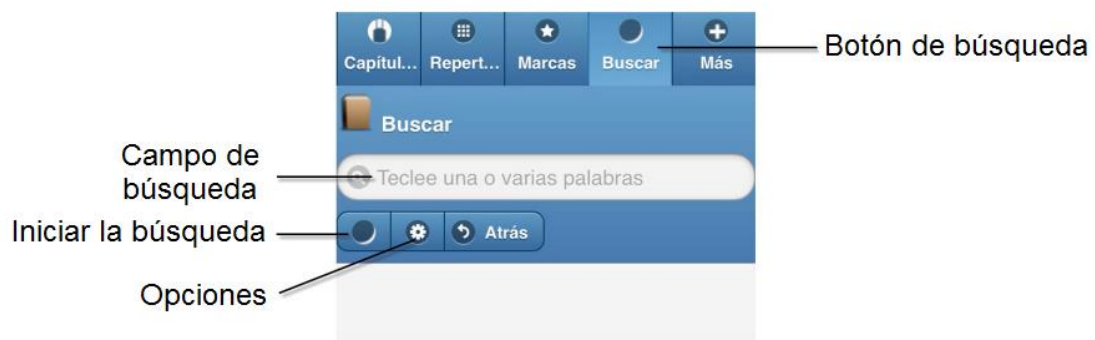 Capítul... Repert... Marcas Buscar Más
Botón de búsqueda
Buscar
Campo de
búsqueda
Teclee una o varias palabras
Iniciar la búsqueda
Atrás
Opciones